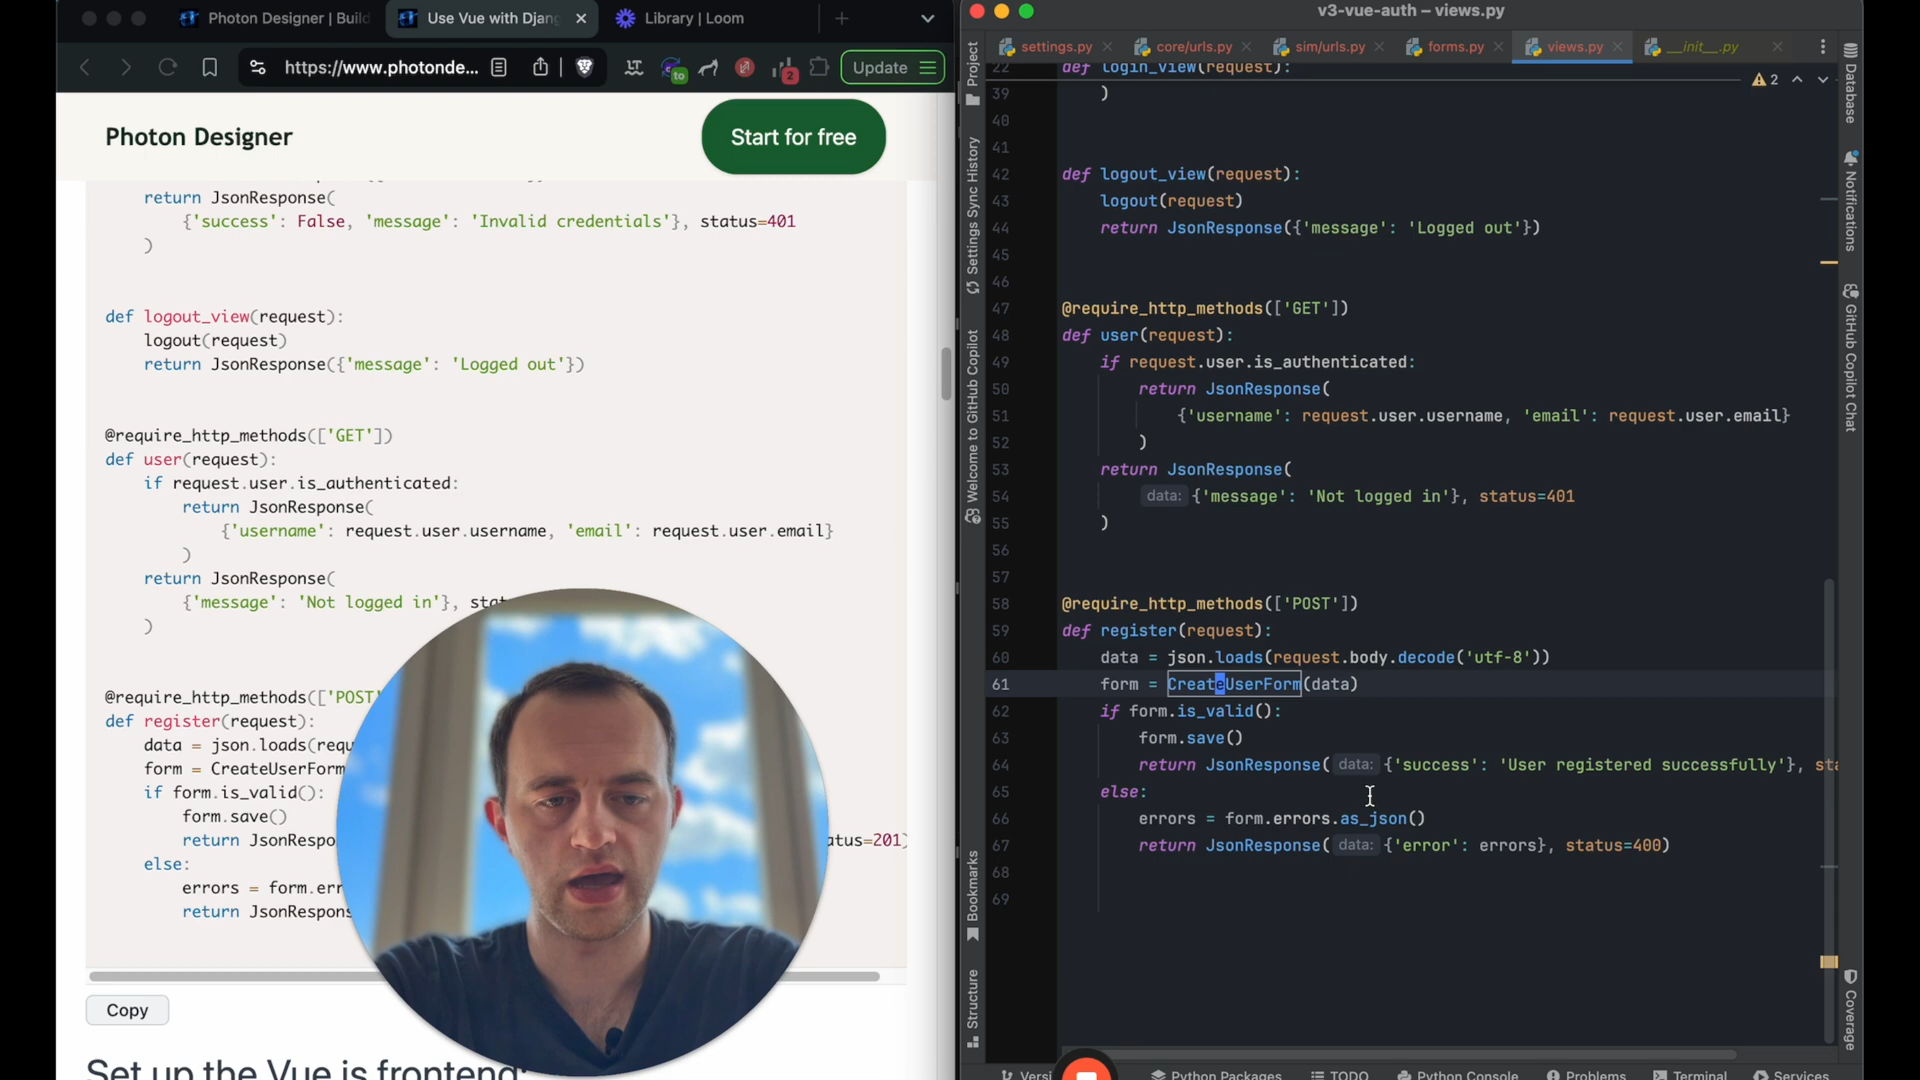 Photon Designer | Build
Use Vue with Djan
Library | Loom
https://www.photonde...
to
2
Update
Photon Designer
Start for free
return JsonResponse(
{'success': False, 'message': 'Invalid credentials'}, status=401
)
def logout_view(request):
logout(request)
return JsonResponse({'message': 'Logged out'})
@require_http_methods(['GET'])
def user(request):
if request.user.is_authenticated:
return JsonResponse(
{'username': request.user.username, 'email': request.user.email}
)
return JsonResponse(
{'message': 'Not logged in'}, stat
)
@require_http_methods(['POST'
def register(request):
data = json.loads(requ
form = CreateUserForm
if form.is_valid():
form.save()
return JsonRespo
atus=201)
else:
errors = form.err
return JsonRespons
Copy
Set up the Vue.js frontend:
v3-vue-auth – views.py
settings.py
core/urls.py
sim/urls.py
forms.py
views.py
__init__.py
Project
Settings Sync History
Welcome to GitHub Copilot
Bookmarks
Structure
22 def login_view(request):
2
39 )
40
41
42 def logout_view(request):
43 logout(request)
44 return JsonResponse({'message': 'Logged out'})
45
46
47 @require_http_methods(['GET'])
48 def user(request):
49 if request.user.is_authenticated:
50 return JsonResponse(
51 {'username': request.user.username, 'email': request.user.email}
52 )
53 return JsonResponse(
54 data: {'message': 'Not logged in'}, status=401
55 )
56
57
58 @require_http_methods(['POST'])
59 def register(request):
60 data = json.loads(request.body.decode('utf-8'))
61 form = CreateUserForm(data)
62 if form.is_valid():
63 form.save()
64 return JsonResponse( data: {'success': 'User registered successfully'}, sta
65 else:
66 errors = form.errors.as_json()
67 return JsonResponse( data: {'error': errors}, status=400)
68
69
Database
Notifications
GitHub Copilot Chat
Coverage
Versi
Python Packages
TODO
Python Console
Problems
Terminal
Services